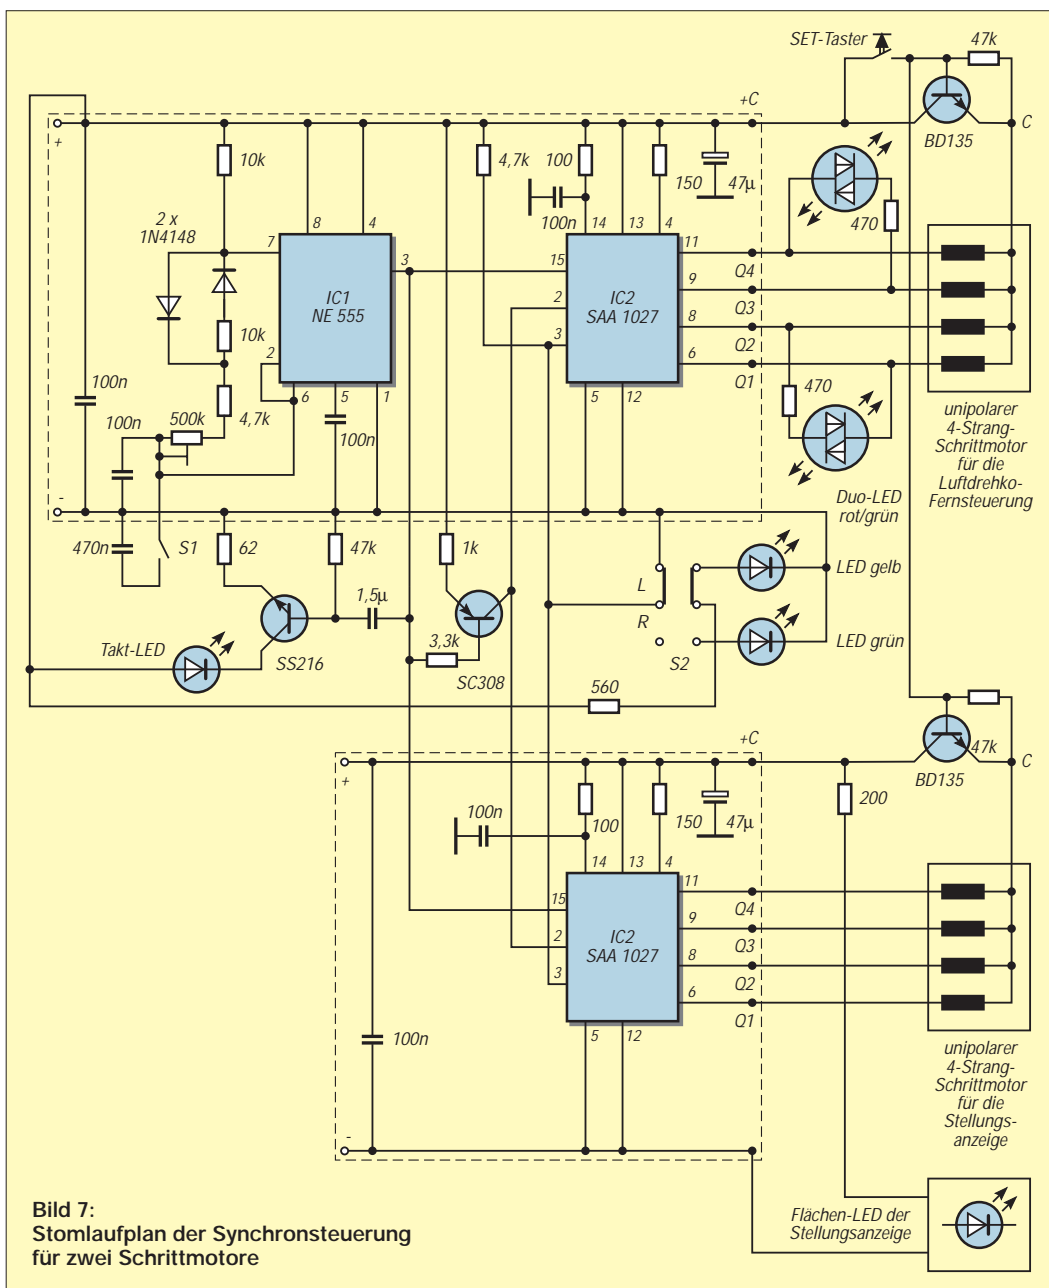 SET-Taster
47k
+C
C
BD135
+
10k
4,7k
100
100n
150
47µ
2 x
1N4148
7
8
4
3
IC1
NE 555
2
6
5
1
10k
100n
100n
500k
4,7k
100n
14
13
4
15
2
3
IC2
SAA 1027
11
9
8
6
5
12
Q4
Q3
Q2
Q1
470
470
Duo-LED
rot/grün
unipolarer
4-Strang-
Schrittmotor
für die
Luftdrehko-
Fernsteuerung
-
470n
S1
62
47k
1k
1,5µ
3,3k
Takt-LED
SS216
SC308
L
R
S2
LED gelb
LED grün
560
+C
47k
C
BD135
+
100n
100
150
47µ
200
14
13
4
15
2
3
IC2
SAA 1027
11
9
8
6
5
12
Q4
Q3
Q2
Q1
100n
-
unipolarer
4-Strang-
Schrittmotor
für die
Stellungs-
anzeige
Flächen-LED der
Stellungsanzeige
Bild 7:
Stomlaufplan der Synchronsteuerung
für zwei Schrittmotore